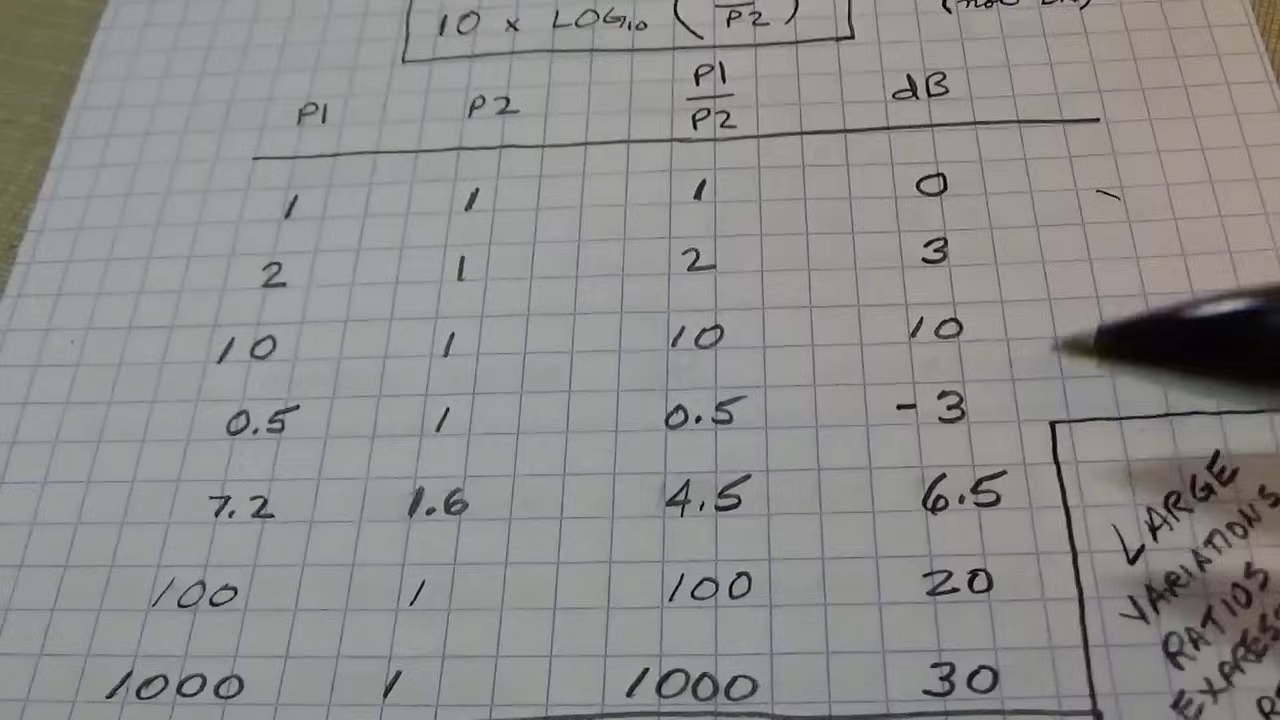 10 × LOG10 ( P2 )
P1 P2 P1/P2 dB
1 1 1 0
2 1 2 3
10 1 10 10
0.5 1 0.5 -3
7.2 1.6 4.5 6.5
100 1 100 20
1000 1 1000 30
LARGE
VARIATIONS
RATIOS